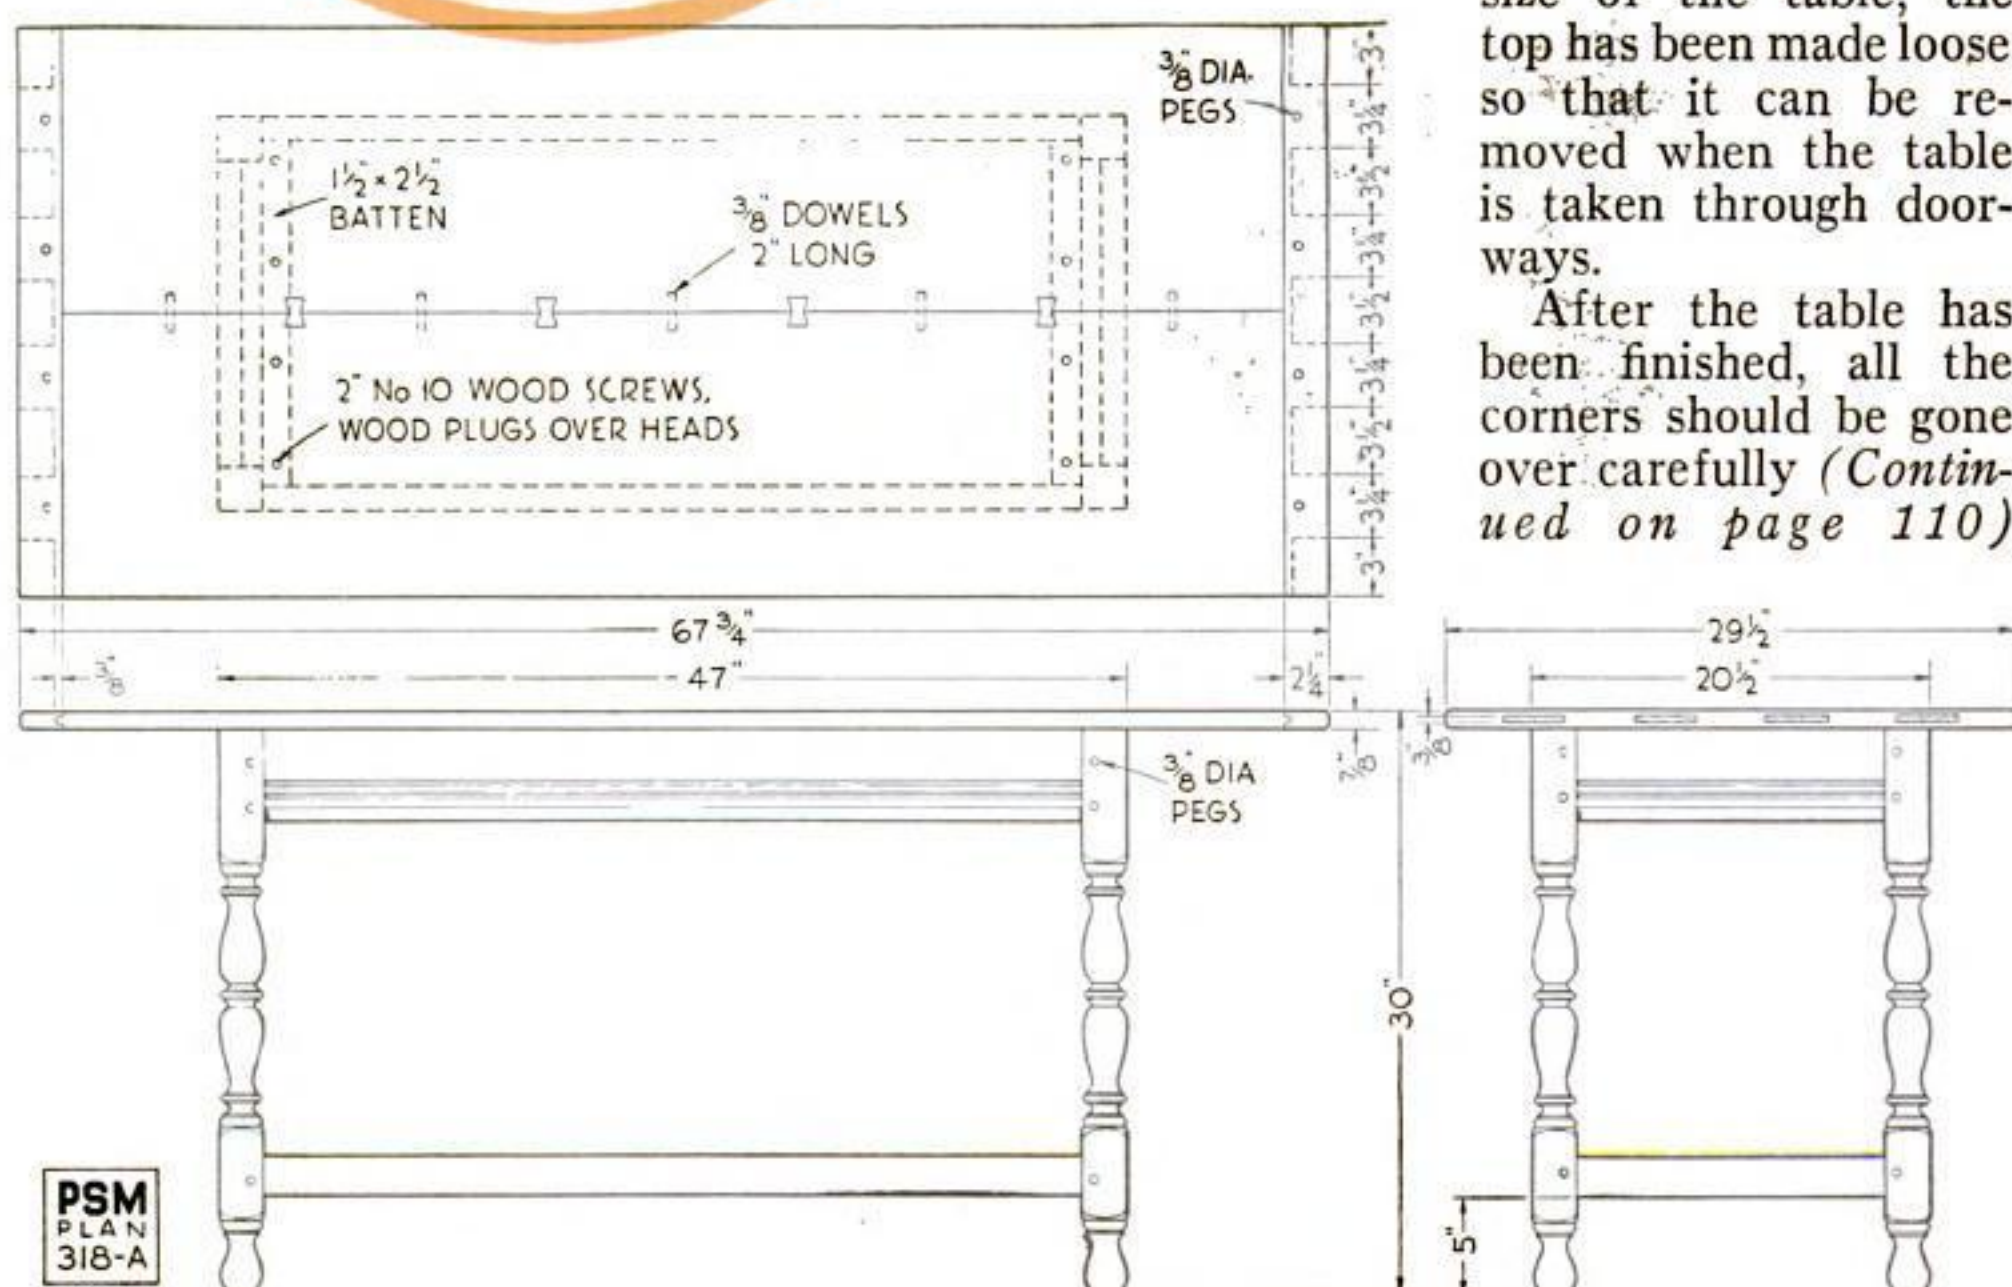 size of the table, the
top has been made loose
so that it can be re-
moved when the table
is taken through door-
ways.
After the table has
been finished, all the
corners should be gone
over carefully (Contin-
ued on page 110)
3/8" DIA.
PEGS
1 1/2" × 2 1/2"
BATTEN
3/8" DOWELS
2" LONG
2" No 10 WOOD SCREWS,
WOOD PLUGS OVER HEADS
3" 3 1/4" 3 1/2" 3 1/4" 3 1/2" 3 1/4" 3 1/2" 3 1/4" 3"
67 3/4"
47"
2 1/4"
29 1/2"
20 1/2"
3/8"
7/8"
3/8" DIA
PEGS
30"
5"
PSM
PLAN
318-A